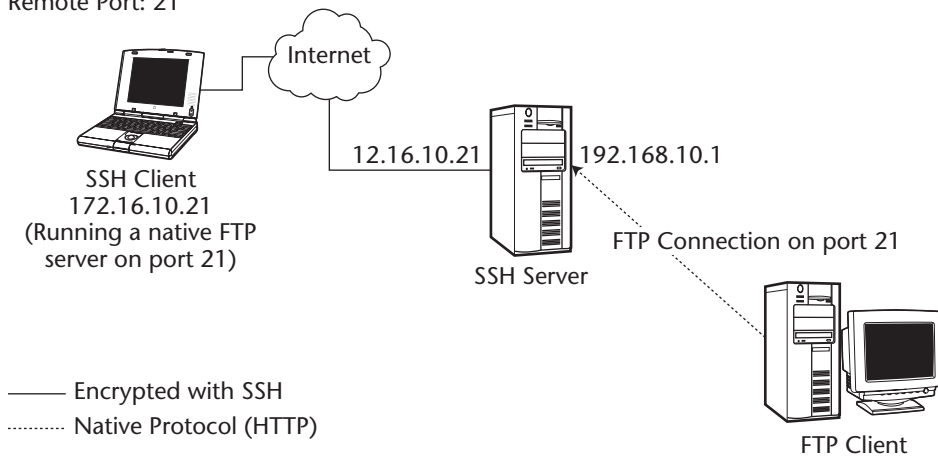 Remote Port: 21
Internet
12.16.10.21
192.168.10.1
SSH Client
172.16.10.21
(Running a native FTP
server on port 21)
FTP Connection on port 21
SSH Server
Encrypted with SSH
Native Protocol (HTTP)
FTP Client